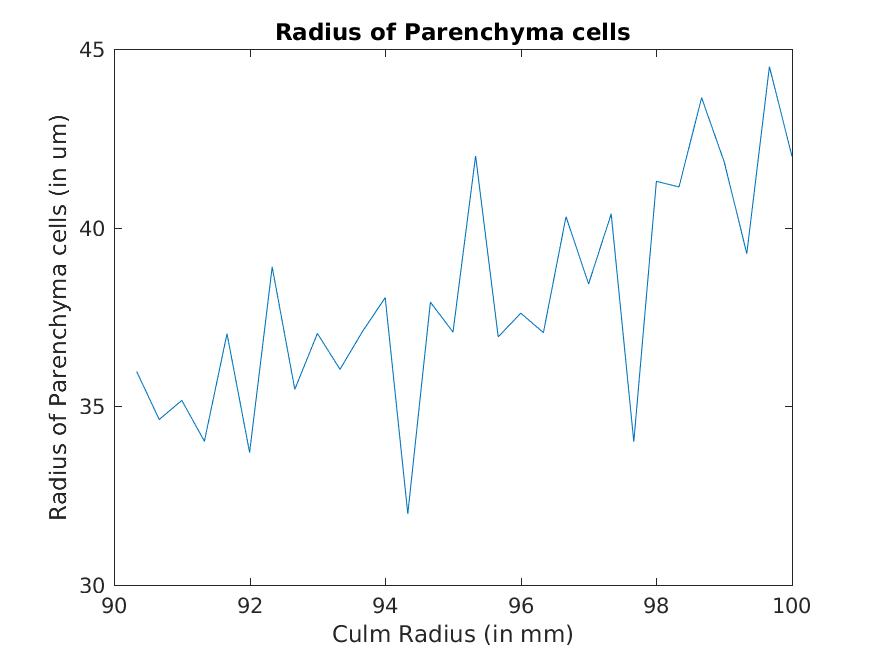 Radius of Parenchyma cells
Radius of Parenchyma cells (in um)
45
40
35
30
90 92 94 96 98 100
Culm Radius (in mm)